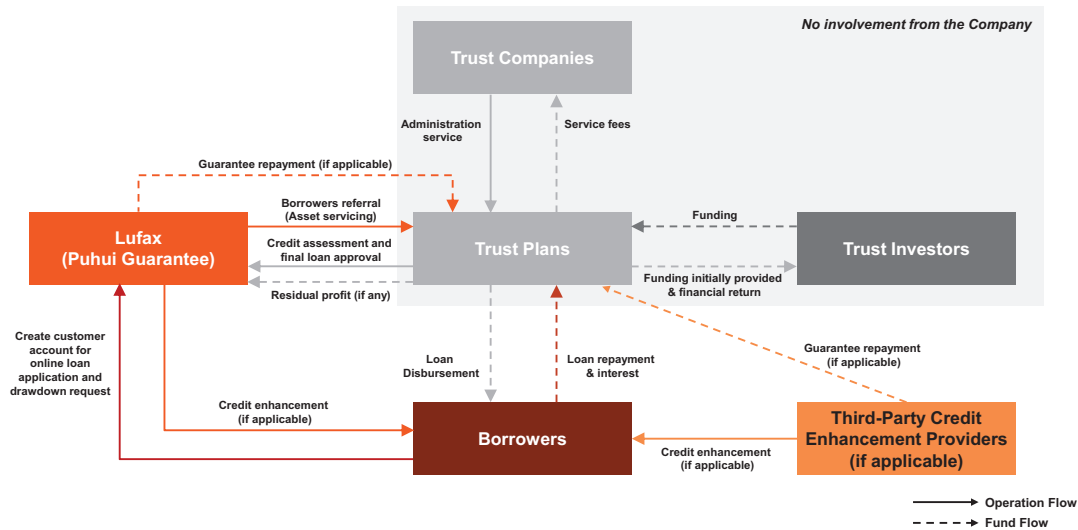 No involvement from the Company
Trust Companies
Administration
service
Service fees
Guarantee repayment (if applicable)
Borrowers referral
(Asset servicing)
Funding
Lufax
(Puhui Guarantee)
Trust Plans
Trust Investors
Credit assessment and
final loan approval
Funding initially provided
& financial return
Residual profit (if any)
Create customer
account for
online loan
application and
drawdown request
Loan
Disbursement
Loan repayment
& interest
Guarantee repayment
(if applicable)
Credit enhancement
(if applicable)
Borrowers
Third-Party Credit
Enhancement Providers
(if applicable)
Credit enhancement
(if applicable)
Operation Flow
Fund Flow